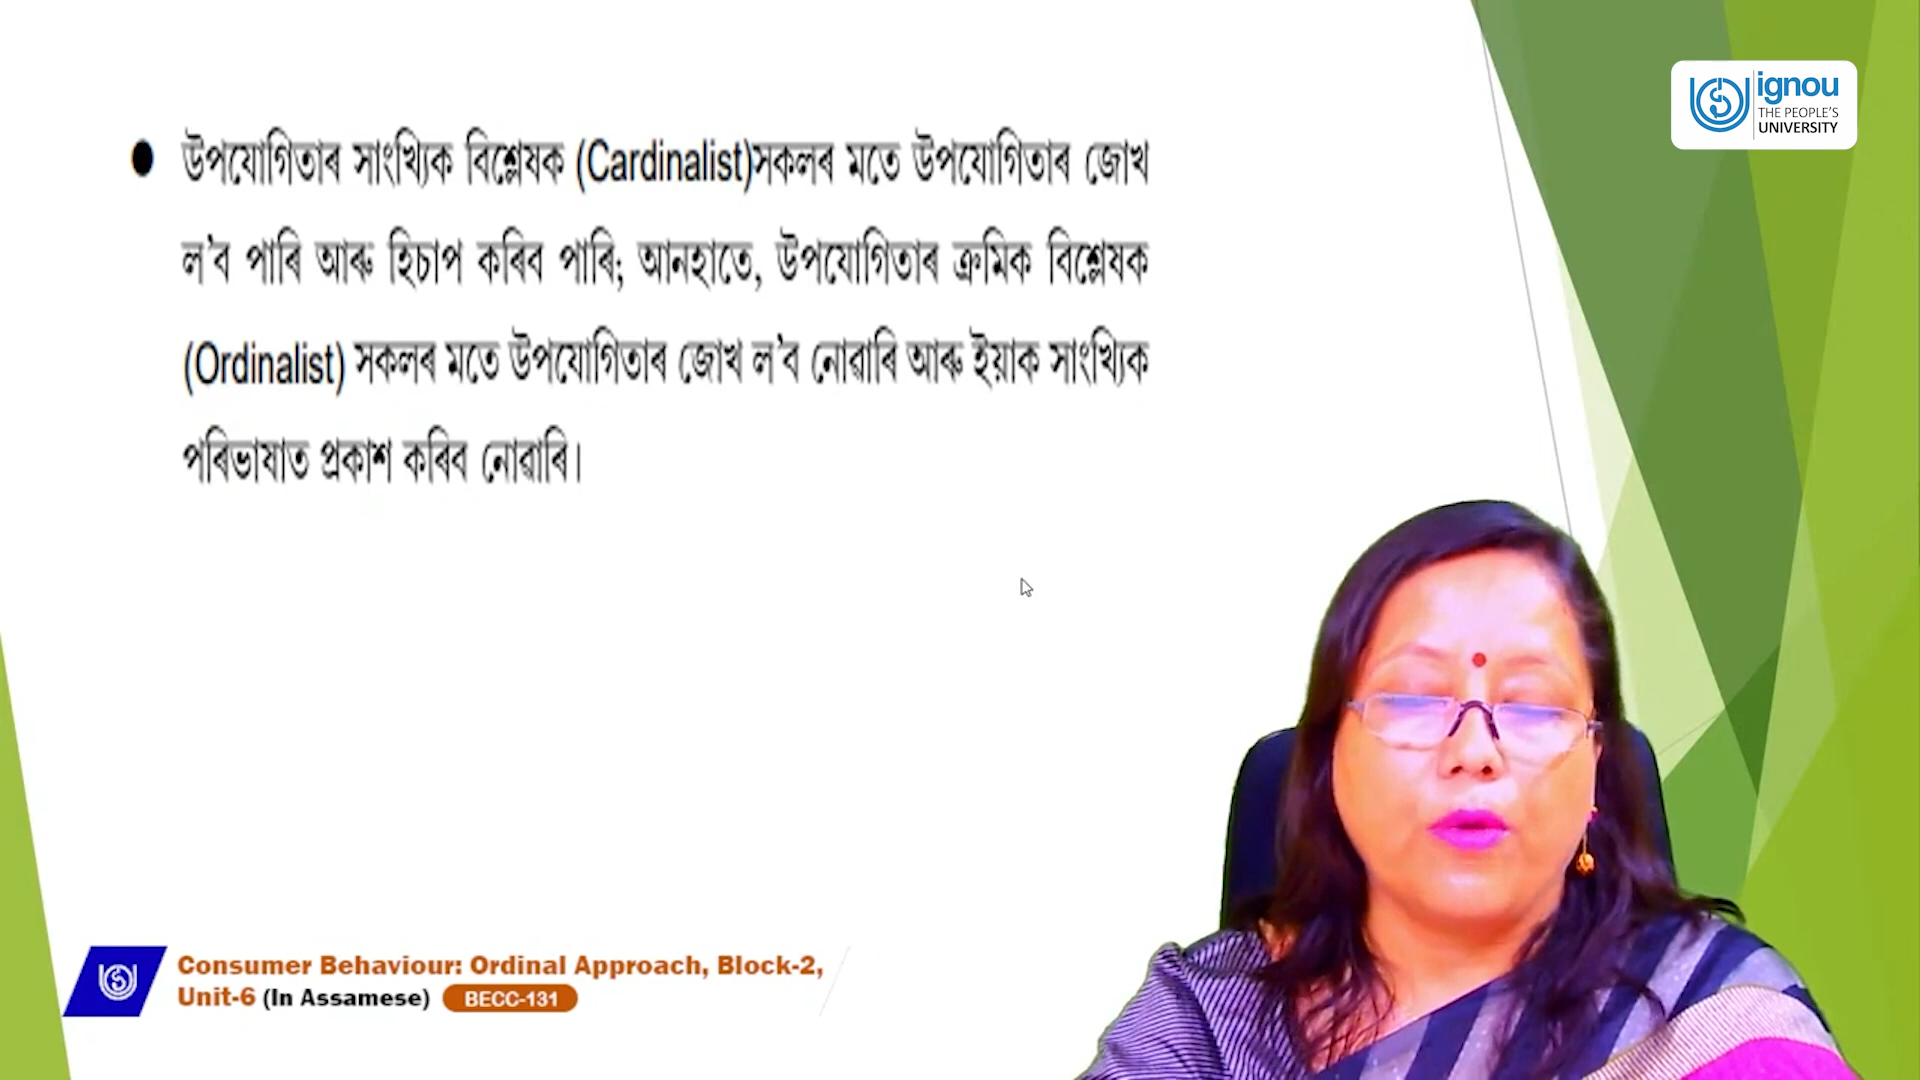 ignou
THE PEOPLE'S
UNIVERSITY
● উপযোগিতাৰ সাংখ্যিক বিশ্লেষক (Cardinalist)সকলৰ মতে উপযোগিতাৰ জোখ
ল'ব পাৰি আৰু হিচাপ কৰিব পাৰি; আনহাতে, উপযোগিতাৰ ক্ৰমিক বিশ্লেষক
(Ordinalist) সকলৰ মতে উপযোগিতাৰ জোখ ল'ব নোৱাৰি আৰু ইয়াক সাংখ্যিক
পৰিভাষাত প্ৰকাশ কৰিব নোৱাৰি।
Consumer Behaviour: Ordinal Approach, Block-2,
Unit-6 (In Assamese) BECC-131